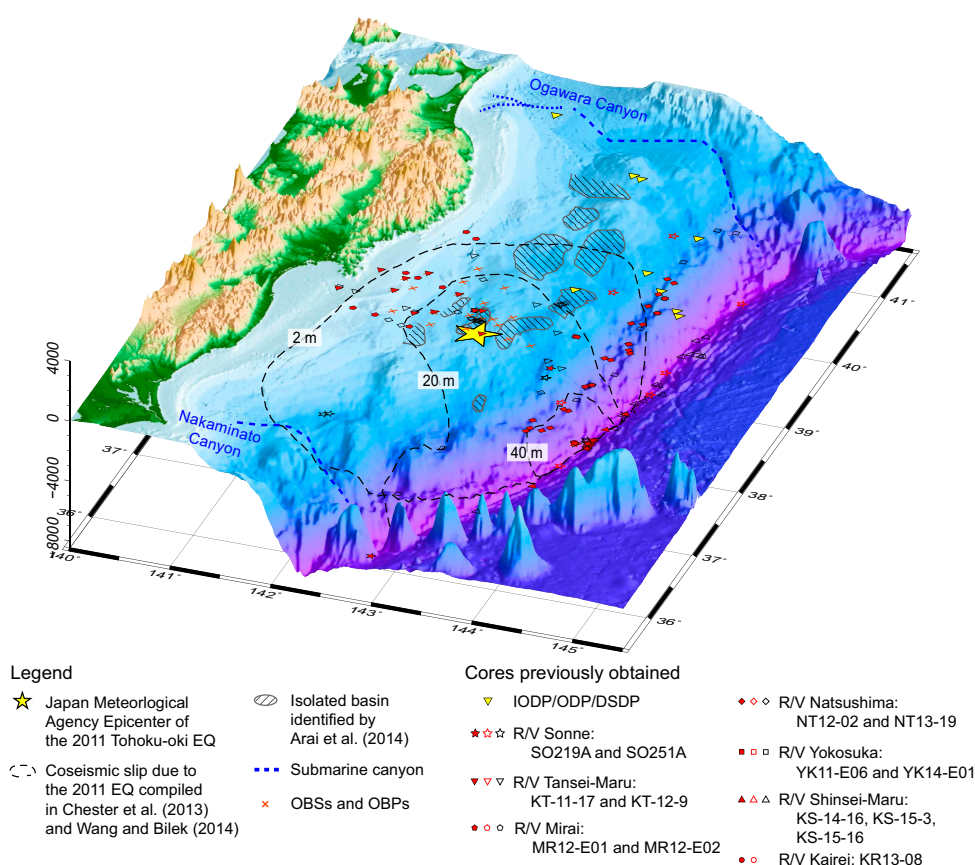 Ogawara Canyon
2 m
20 m
40 m
Nakaminato
Canyon
4000
0
−4000
−8000
37°
36°
140°
141°
142°
143°
144°
145°
41°
40°
39°
38°
37°
36°
Legend
Japan Meteorlogical
Agency Epicenter of
the 2011 Tohoku-oki EQ
Coseismic slip due to
the 2011 EQ compiled
in Chester et al. (2013)
and Wang and Bilek (2014)
Isolated basin
identified by
Arai et al. (2014)
Submarine canyon
OBSs and OBPs
Cores previously obtained
IODP/ODP/DSDP
R/V Sonne:
SO219A and SO251A
R/V Tansei-Maru:
KT-11-17 and KT-12-9
R/V Mirai:
MR12-E01 and MR12-E02
R/V Natsushima:
NT12-02 and NT13-19
R/V Yokosuka:
YK11-E06 and YK14-E01
R/V Shinsei-Maru:
KS-14-16, KS-15-3,
KS-15-16
R/V Kairei: KR13-08